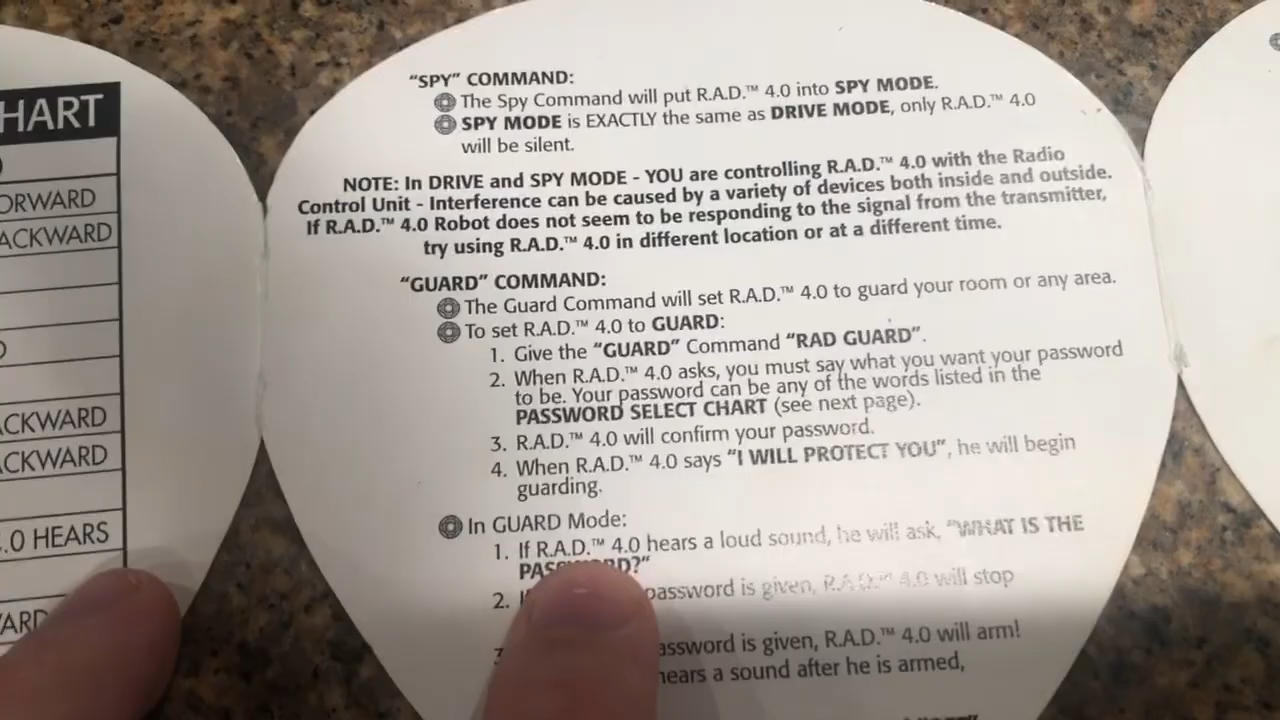 HART
ORWARD
ACKWARD
ACKWARD
ACKWARD
.0 HEARS
ARD
“SPY” COMMAND:
The Spy Command will put R.A.D.™ 4.0 into SPY MODE.
SPY MODE is EXACTLY the same as DRIVE MODE, only R.A.D.™ 4.0
will be silent.
NOTE: In DRIVE and SPY MODE - YOU are controlling R.A.D.™ 4.0 with the Radio
Control Unit - Interference can be caused by a variety of devices both inside and outside.
If R.A.D.™ 4.0 Robot does not seem to be responding to the signal from the transmitter,
try using R.A.D.™ 4.0 in different location or at a different time.
“GUARD” COMMAND:
The Guard Command will set R.A.D.™ 4.0 to guard your room or any area.
To set R.A.D.™ 4.0 to GUARD:
1. Give the “GUARD” Command “RAD GUARD”.
2. When R.A.D.™ 4.0 asks, you must say what you want your password
to be. Your password can be any of the words listed in the
PASSWORD SELECT CHART (see next page).
3. R.A.D.™ 4.0 will confirm your password.
4. When R.A.D.™ 4.0 says “I WILL PROTECT YOU”, he will begin
guarding.
In GUARD Mode:
1. If R.A.D.™ 4.0 hears a loud sound, he will ask, “WHAT IS THE
PASSWORD?”
2. password is given, R.A.D.™ 4.0 will stop
assword is given, R.A.D.™ 4.0 will arm!
hears a sound after he is armed,